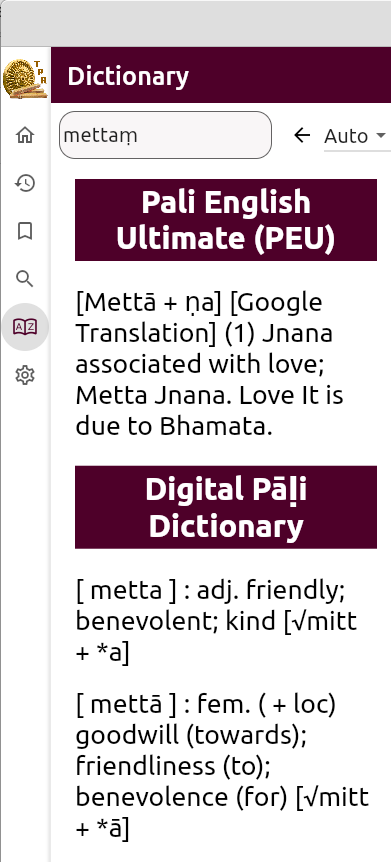 T
P
R
Dictionary
mettaṃ
Auto
Pali English
Ultimate (PEU)
[Mettā + ṇa] [Google
Translation] (1) Jnana
associated with love;
Metta Jnana. Love It is
due to Bhamata.
A Z
Digital Pāḷi
Dictionary
[ metta ] : adj. friendly;
benevolent; kind [√mitt
+ *a]
[ mettā ] : fem. ( + loc)
goodwill (towards);
friendliness (to);
benevolence (for) [√mitt
+ *ā]